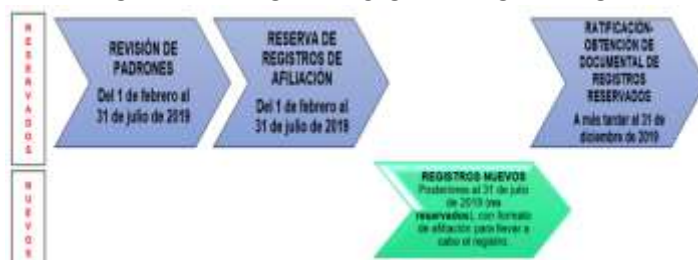 RESERVADOS
REVISIÓN DE
PADRONES
Del 1 de febrero al
31 de julio de 2019
RESERVA DE
REGISTROS DE
AFILIACIÓN
Del 1 de febrero al
31 de julio de 2019
RATIFICACIÓN-
OBTENCIÓN DE
DOCUMENTAL DE
REGISTROS
RESERVADOS
A más tardar el 31 de
diciembre de 2019
NUEVOS
REGISTROS NUEVOS
Posteriores al 31 de julio
de 2019 (no
reservados), con formato
de afiliación para llevar a
cabo el registro.